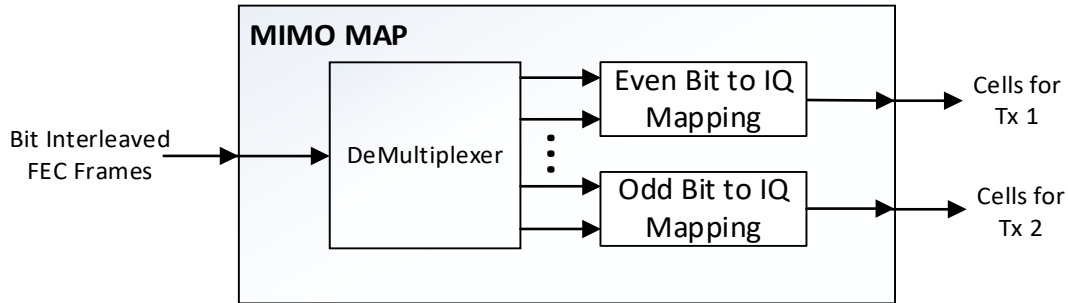 MIMO MAP
Even Bit to IQ
Mapping
Cells for
Tx 1
Bit Interleaved
FEC Frames
DeMultiplexer
Odd Bit to IQ
Mapping
Cells for
Tx 2